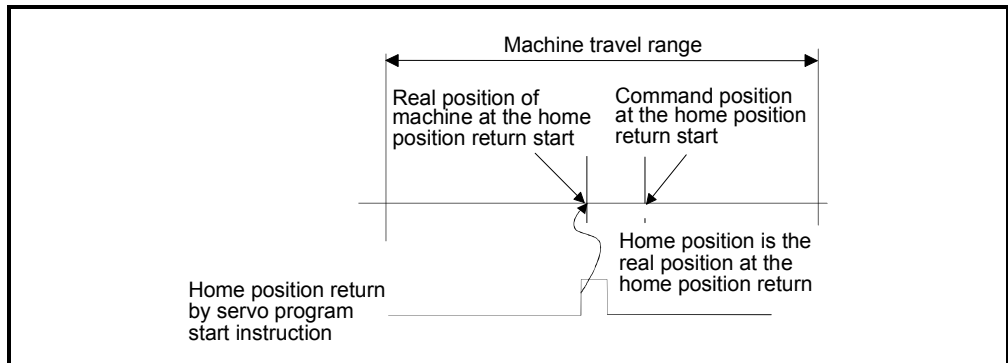 Machine travel range
Real position of
machine at the home
position return start
Command position
at the home position
return start
Home position is the
real position at the
home position return
Home position return
by servo program
start instruction